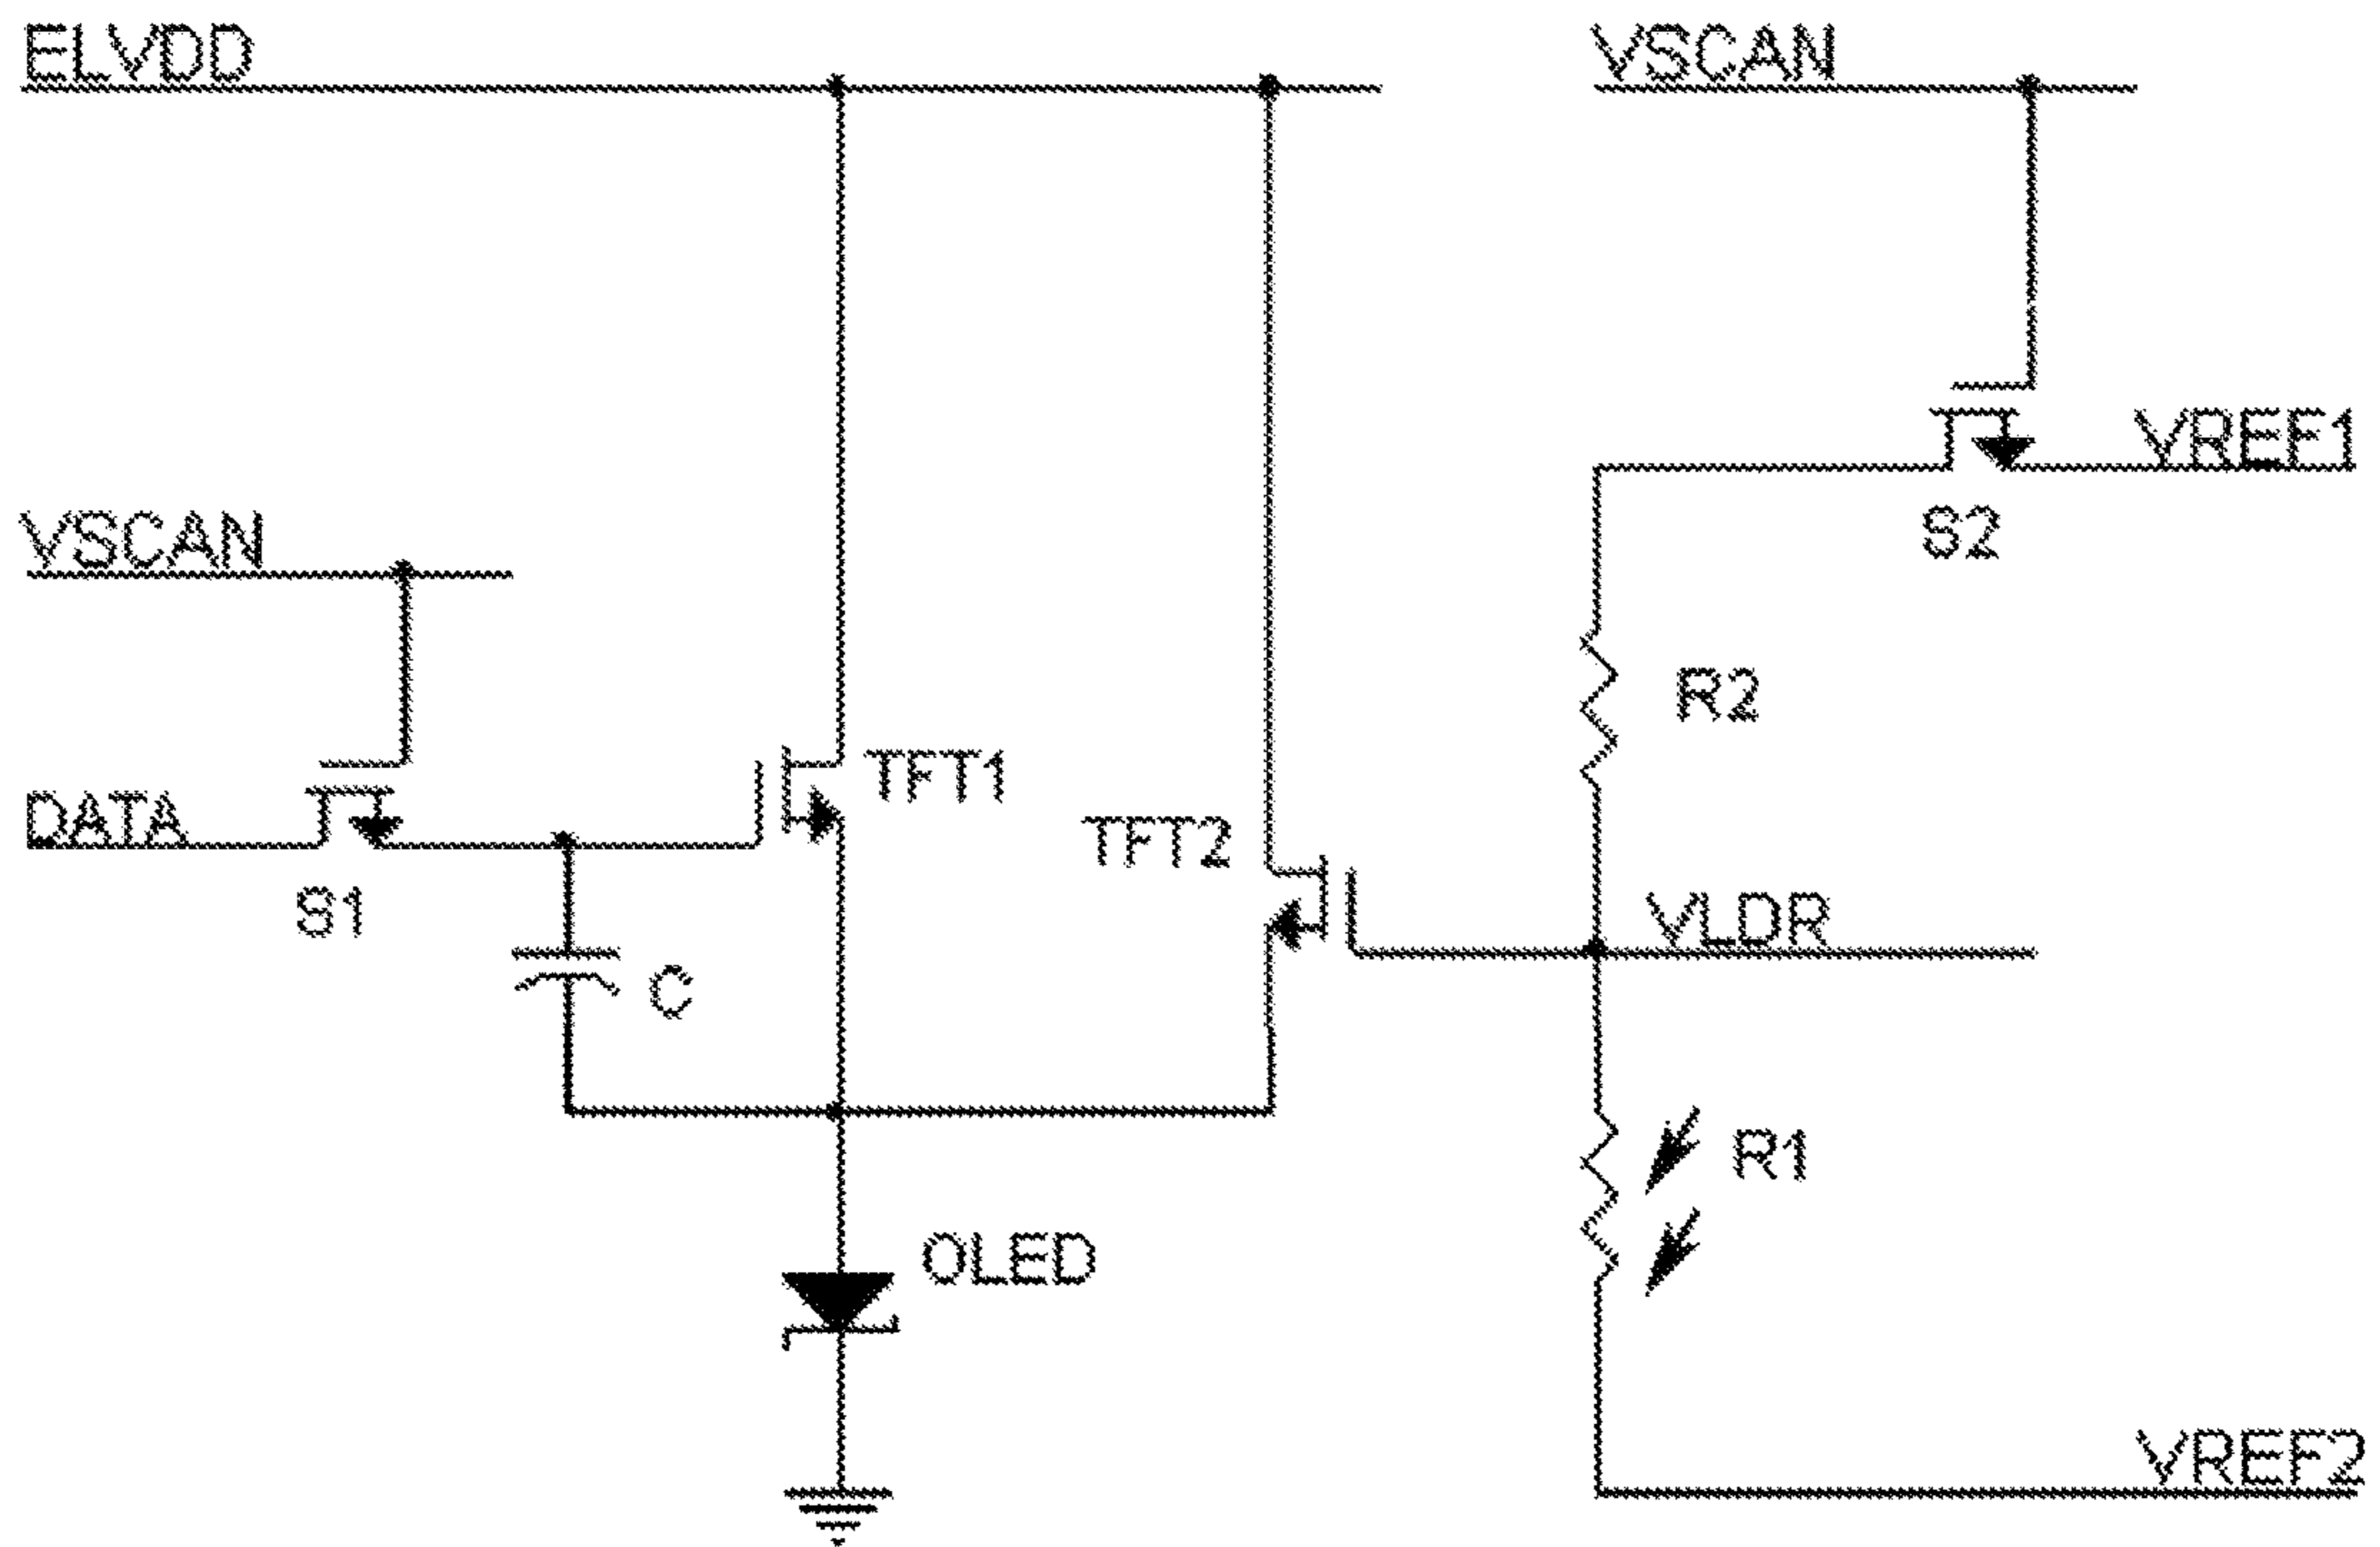 ELVDD
VSCAN
VREF1
S2
VSCAN
R2
TFT1
DATA
TFT2
S1
VLDR
C
R1
OLED
VREF2